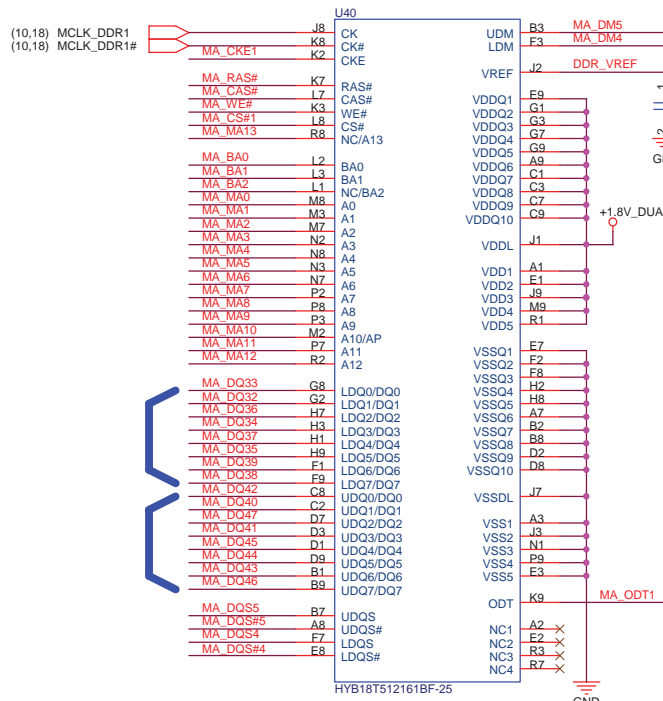 U40
(10,18) MCLK_DDR1 J8 CK
(10,18) MCLK_DDR1# K8 CK#
MA_CKE1 K2 CKE
MA_RAS# K7 RAS#
MA_CAS# L7 CAS#
MA_WE# K3 WE#
MA_CS#1 L8 CS#
MA_MA13 R8 NC/A13
MA_BA0 L2 BA0
MA_BA1 L3 BA1
MA_BA2 L1 NC/BA2
MA_MA0 M8 A0
MA_MA1 M3 A1
MA_MA2 M7 A2
MA_MA3 N2 A3
MA_MA4 N8 A4
MA_MA5 N3 A5
MA_MA6 N7 A6
MA_MA7 P2 A7
MA_MA8 P8 A8
MA_MA9 P3 A9
MA_MA10 M2 A10/AP
MA_MA11 P7 A11
MA_MA12 R2 A12
MA_DQ33 G8 LDQ0/DQ0
MA_DQ32 G2 LDQ1/DQ1
MA_DQ36 H7 LDQ2/DQ2
MA_DQ34 H3 LDQ3/DQ3
MA_DQ37 H1 LDQ4/DQ4
MA_DQ35 H9 LDQ5/DQ5
MA_DQ39 F1 LDQ6/DQ6
MA_DQ38 F9 LDQ7/DQ7
MA_DQ42 C8 UDQ0/DQ0
MA_DQ40 C2 UDQ1/DQ1
MA_DQ47 D7 UDQ2/DQ2
MA_DQ41 D3 UDQ3/DQ3
MA_DQ45 D1 UDQ4/DQ4
MA_DQ44 D9 UDQ5/DQ5
MA_DQ43 B1 UDQ6/DQ6
MA_DQ46 B9 UDQ7/DQ7
MA_DQS5 B7 UDQS
MA_DQS#5 A8 UDQS#
MA_DQS4 F7 LDQS
MA_DQS#4 E8 LDQS#
UDM B3 MA_DM5
LDM F3 MA_DM4
VREF J2 DDR_VREF
1
2
VDDQ1 E9
VDDQ2 G1
VDDQ3 G3
VDDQ4 G7
VDDQ5 G9
VDDQ6 A9
VDDQ7 C1
VDDQ8 C3
VDDQ9 C7
VDDQ10 C9
+1.8V_DUA
VDDL J1
VDD1 A1
VDD2 E1
VDD3 J9
VDD4 M9
VDD5 R1
VSSQ1 E7
VSSQ2 F2
VSSQ3 F8
VSSQ4 H2
VSSQ5 H8
VSSQ6 A7
VSSQ7 B2
VSSQ8 B8
VSSQ9 D2
VSSQ10 D8
VSSDL J7
VSS1 A3
VSS2 J3
VSS3 N1
VSS4 P9
VSS5 E3
ODT K9 MA_ODT1
NC1 A2
NC2 E2
NC3 R3
NC4 R7
HYB18T512161BF-25
GND